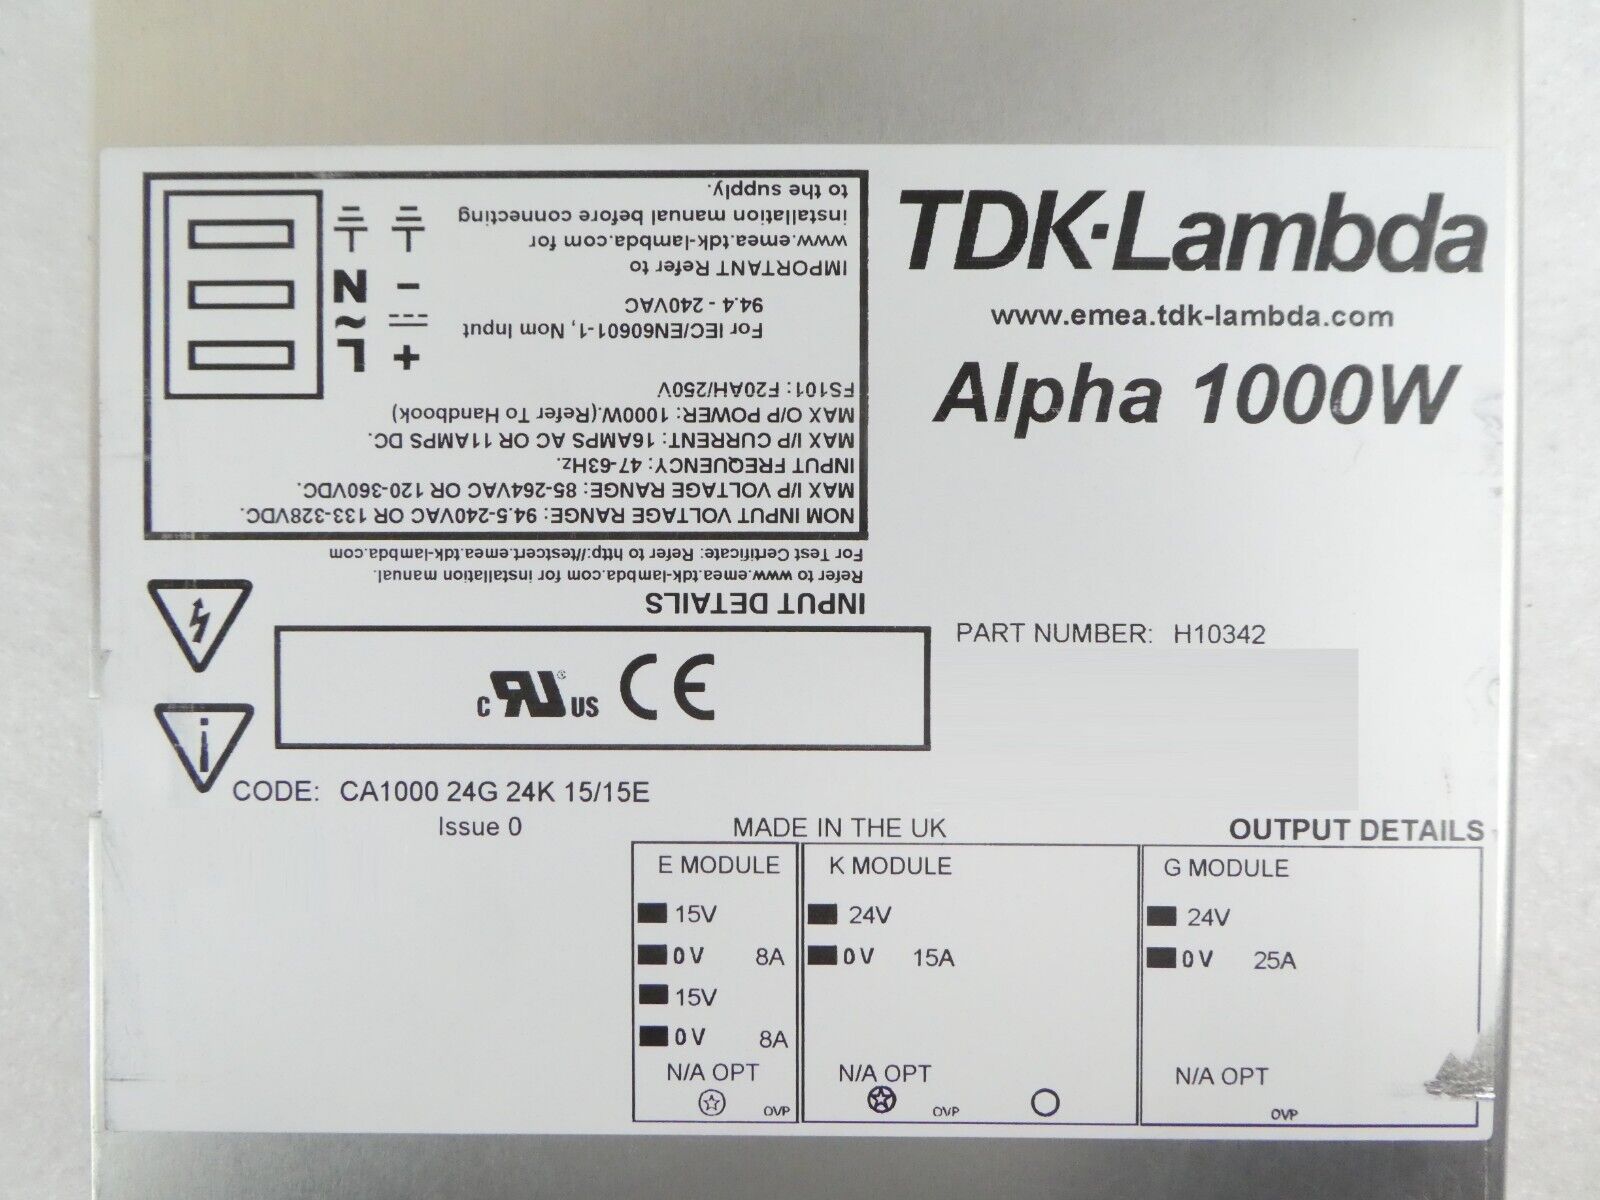 TDK·Lambda
www.emea.tdk-lambda.com
Alpha 1000W
INPUT DETAILS
Refer to www.emea.tdk-lambda.com for installation manual.
For Test Certificate: Refer to http://testcert.emea.tdk-lambda.com
NOM INPUT VOLTAGE RANGE: 94.5-240VAC OR 133-328VDC.
MAX I/P VOLTAGE RANGE: 85-264VAC OR 120-360VDC.
INPUT FREQUENCY: 47-63Hz.
MAX I/P CURRENT: 16AMPS AC OR 11AMPS DC.
MAX O/P POWER: 1000W.(Refer To Handbook)
FS101: F20AH/250V
For IEC/EN60601-1, Nom Input
94.4 - 240VAC
IMPORTANT Refer to
www.emea.tdk-lambda.com for
installation manual before connecting
to the supply.
+ L
- N
PART NUMBER: H10342
c RU ® US CE
i
CODE: CA1000 24G 24K 15/15E
Issue 0
MADE IN THE UK
OUTPUT DETAILS
E MODULE
15V
0V 8A
15V
0V 8A
N/A OPT
OVP
K MODULE
24V
0V 15A
N/A OPT
OVP
G MODULE
24V
0V 25A
N/A OPT
OVP